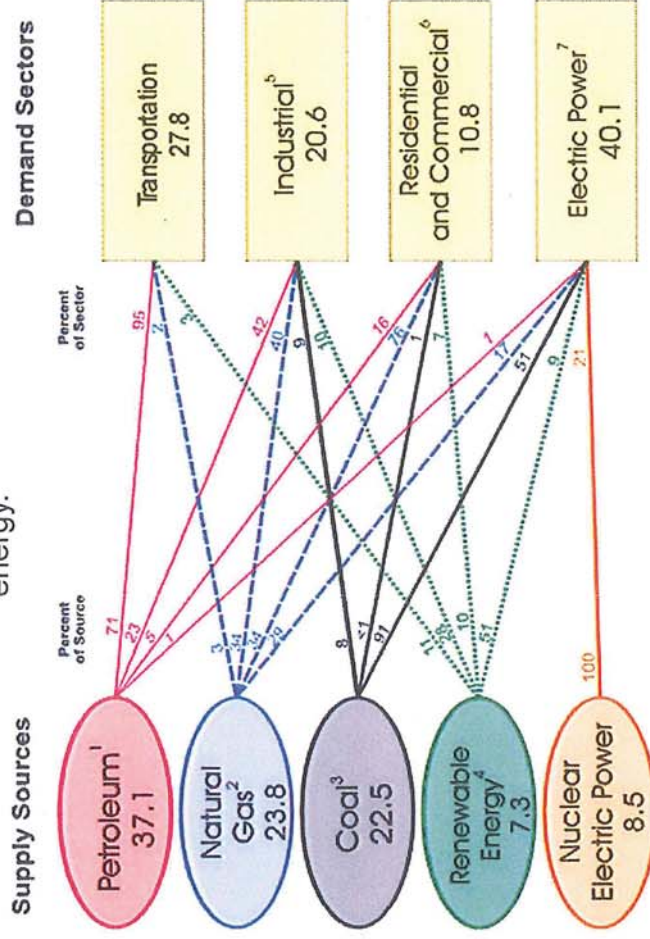 energy.
Supply Sources
Percent
of Source
Percent
of Sector
Demand Sectors
Petroleum¹
37.1
71
23
5
1
Natural
Gas²
23.8
3
34
34
29
Coal³
22.5
8
<1
91
Renewable
Energy⁴
7.3
11
28
10
51
Nuclear
Electric Power
8.5
100
95
2
3
Transportation
27.8
42
40
9
10
Industrial⁵
20.6
16
76
1
7
Residential
and Commercial⁶
10.8
1
17
51
9
21
Electric Power⁷
40.1